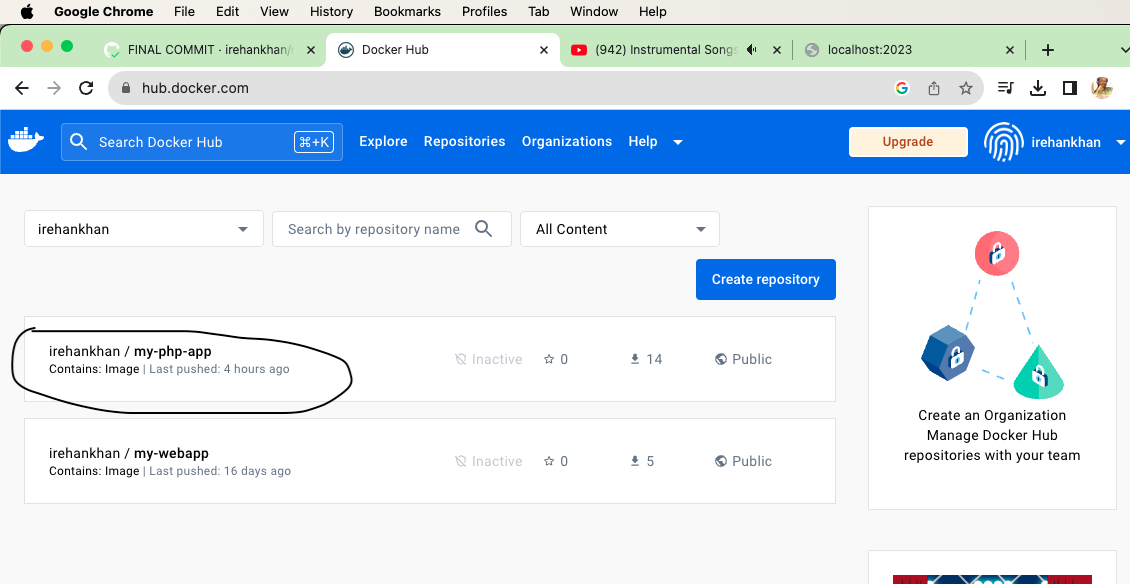 Google Chrome File Edit View History Bookmarks Profiles Tab Window Help
FINAL COMMIT · irehankhan/
Docker Hub
(942) Instrumental Songs
localhost:2023
hub.docker.com
Search Docker Hub
⌘+K
Explore
Repositories
Organizations
Help
Upgrade
irehankhan
irehankhan
Search by repository name
All Content
Create repository
irehankhan / my-php-app
Contains: Image | Last pushed: 4 hours ago
Inactive
0
14
Public
irehankhan / my-webapp
Contains: Image | Last pushed: 16 days ago
Inactive
0
5
Public
Create an Organization
Manage Docker Hub
repositories with your team